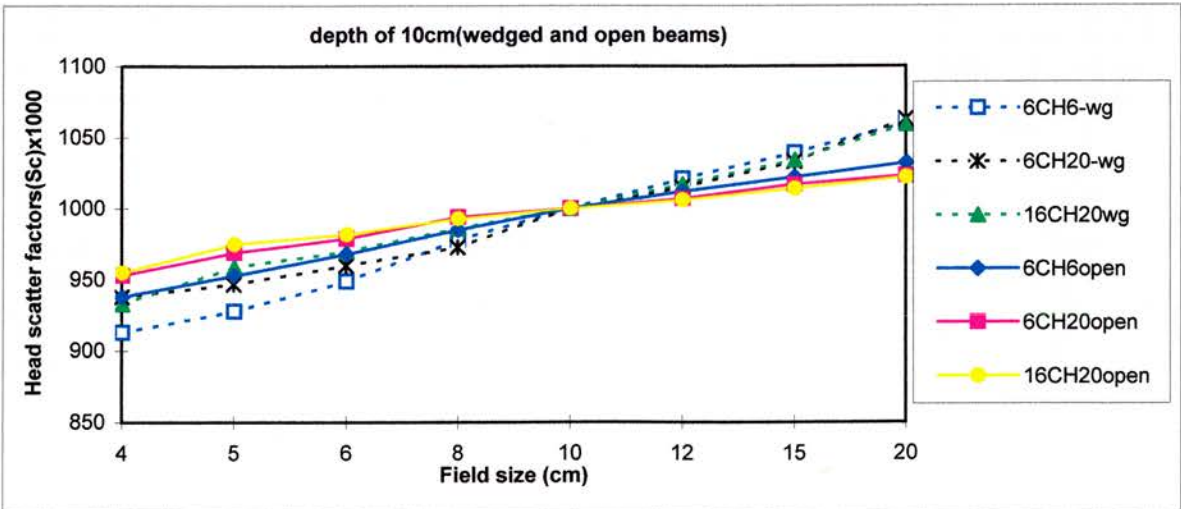 depth of 10cm(wedged and open beams)
Head scatter factors(Sc)x1000
1100
1050
1000
950
900
850
4 5 6 8 10 12 15 20
Field size (cm)
6CH6-wg
6CH20-wg
16CH20wg
6CH6open
6CH20open
16CH20open